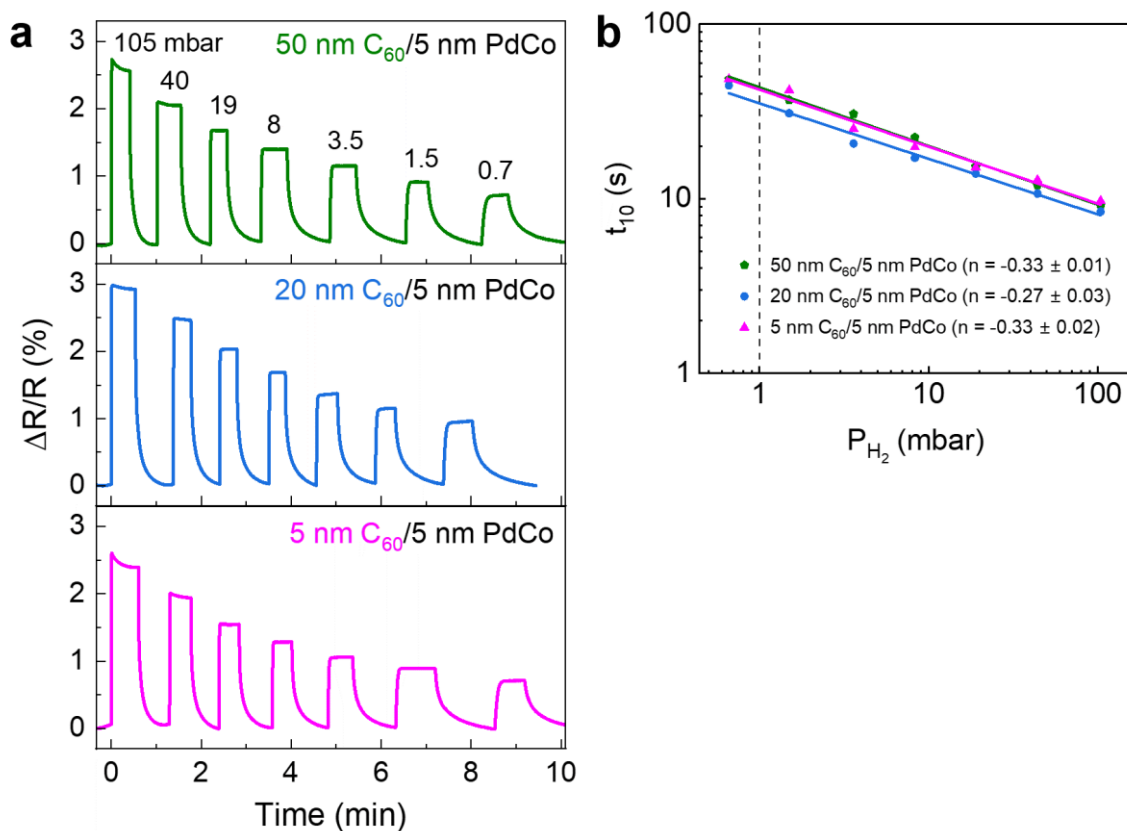 a
3
2
1
0
105 mbar
40
19
8
3.5
1.5
0.7
50 nm C₆₀/5 nm PdCo
3
2
1
0
20 nm C₆₀/5 nm PdCo
3
2
1
0
5 nm C₆₀/5 nm PdCo
0 2 4 6 8 10
ΔR/R (%)
Time (min)
b
100
10
1
t₁₀ (s)
50 nm C₆₀/5 nm PdCo (n = -0.33 ± 0.01)
20 nm C₆₀/5 nm PdCo (n = -0.27 ± 0.03)
5 nm C₆₀/5 nm PdCo (n = -0.33 ± 0.02)
1 10 100
P_H₂ (mbar)